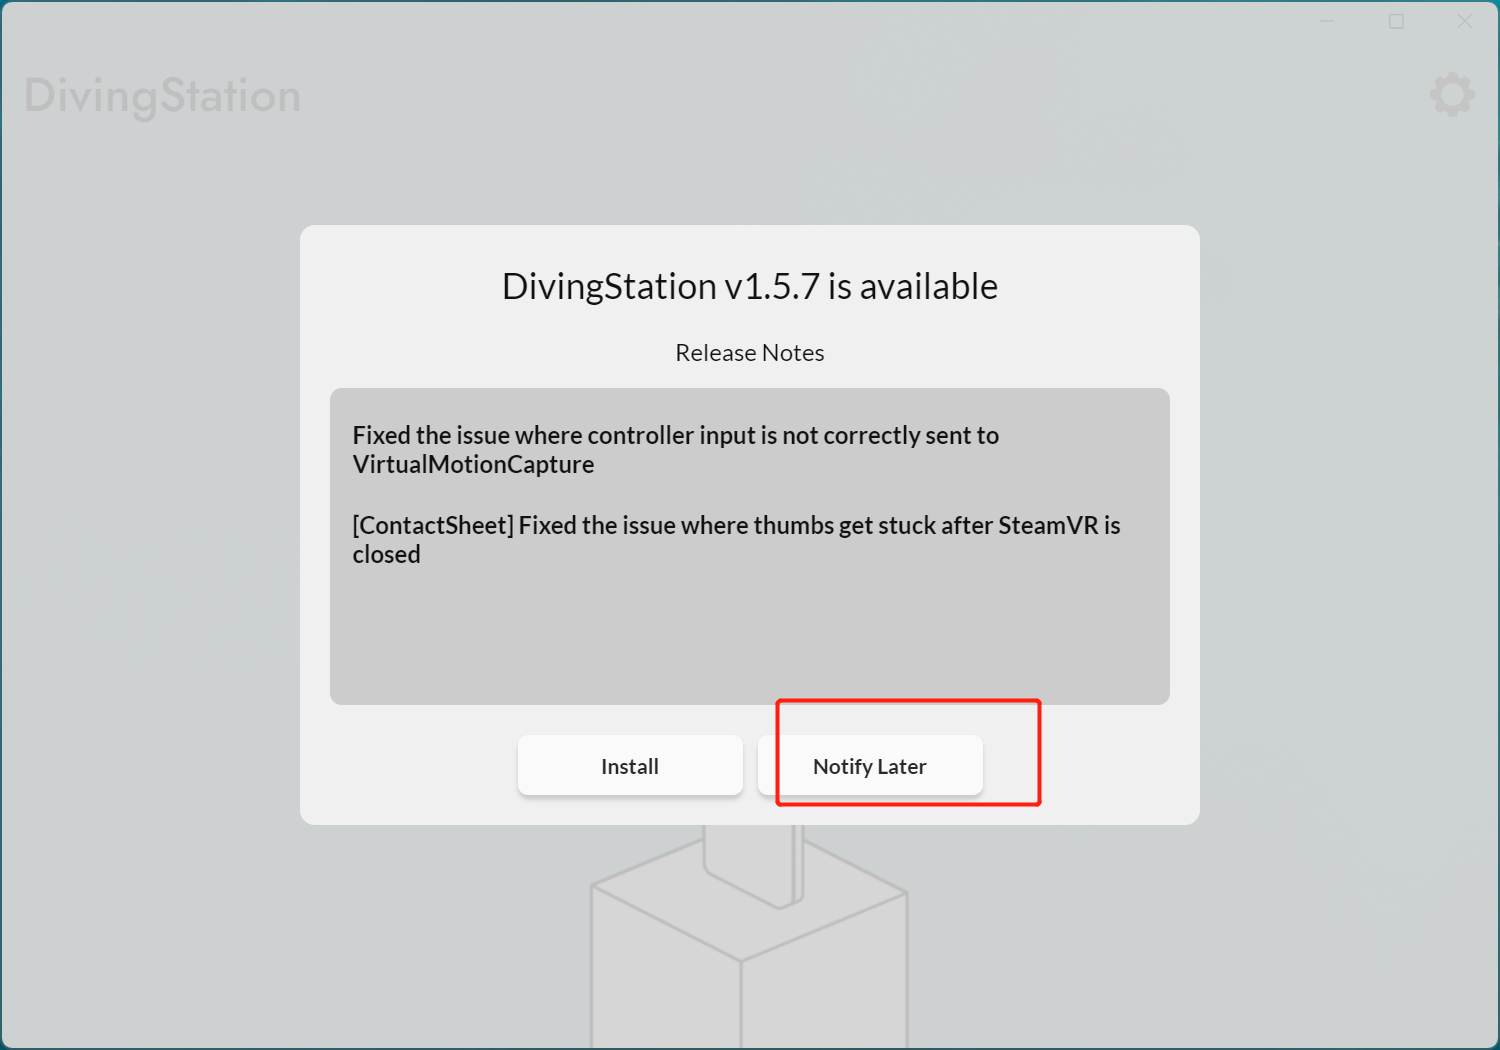 DivingStation
DivingStation v1.5.7 is available
Release Notes
Fixed the issue where controller input is not correctly sent to
VirtualMotionCapture
[ContactSheet] Fixed the issue where thumbs get stuck after SteamVR is
closed
Install
Notify Later